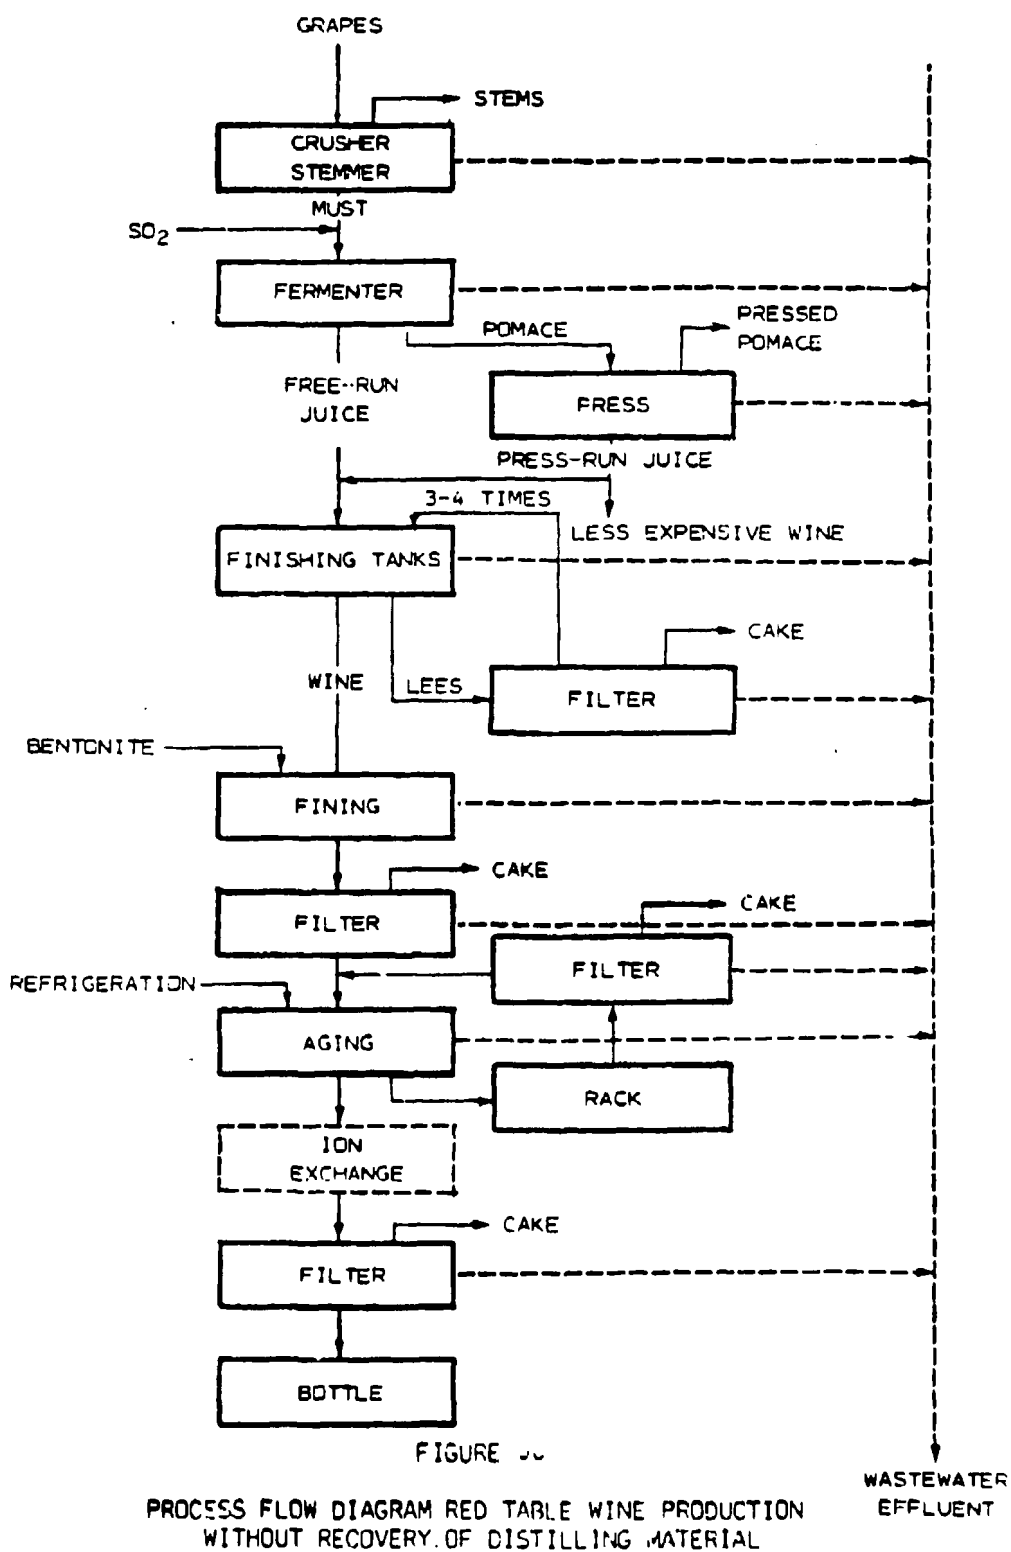 GRAPES
STEMS
CRUSHER
STEMMER
MUST
SO2
FERMENTER
POMACE
PRESSED
POMACE
FREE-RUN
JUICE
PRESS
PRESS-RUN JUICE
3-4 TIMES
LESS EXPENSIVE WINE
FINISHING TANKS
CAKE
WINE
LEES
FILTER
BENTONITE
FINING
CAKE
FILTER
CAKE
FILTER
REFRIGERATION
AGING
RACK
ION
EXCHANGE
CAKE
FILTER
BOTTLE
FIGURE
WASTEWATER
EFFLUENT
PROCESS FLOW DIAGRAM RED TABLE WINE PRODUCTION
WITHOUT RECOVERY OF DISTILLING MATERIAL